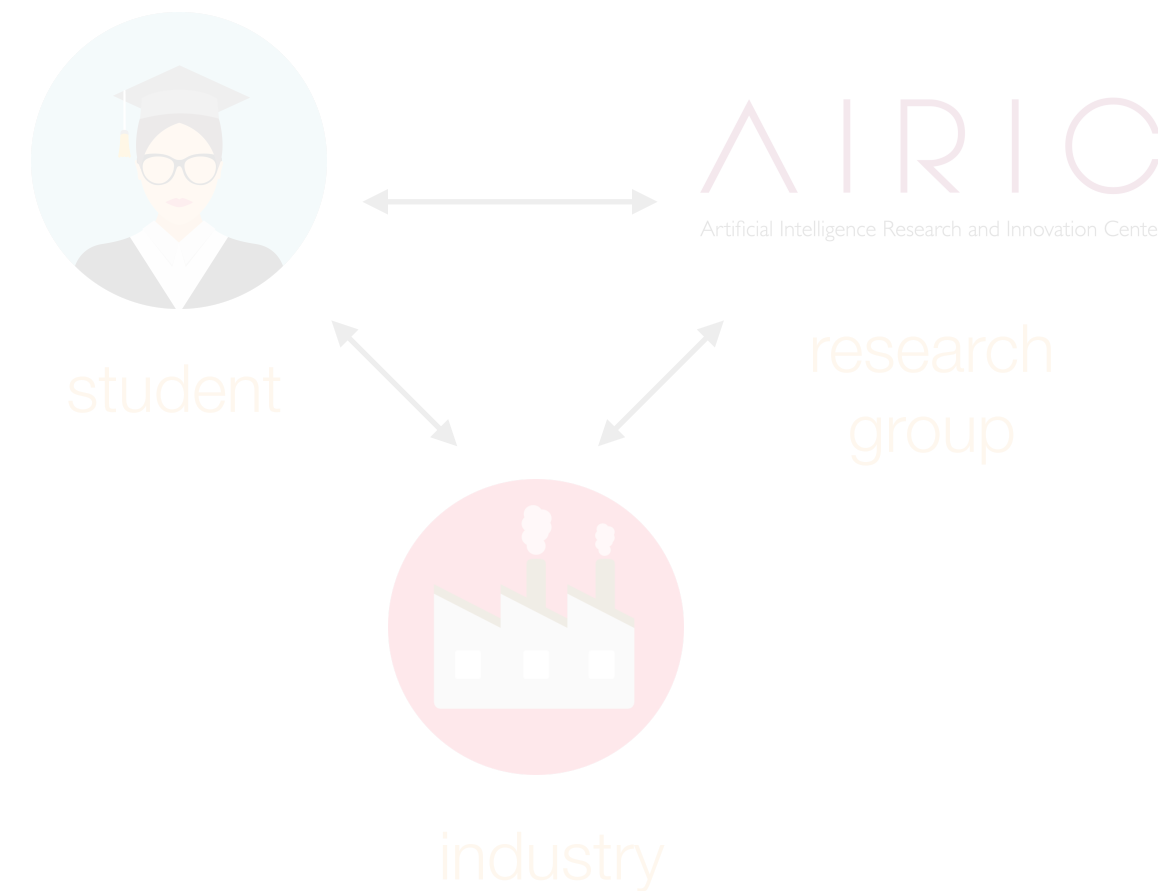 AIRIC
Artificial Intelligence Research and Innovation Cente
research
group
student
industry